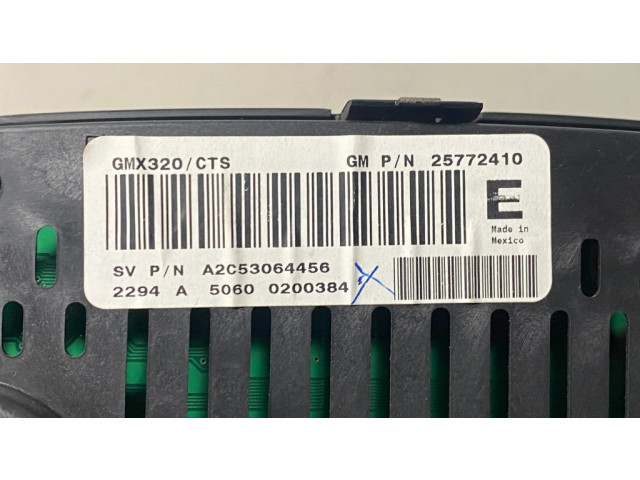 GMX320/CTS GM P/N 25772410
E
Made in
Mexico
SV P/N A2C53064456
2294 A 5060 0200384